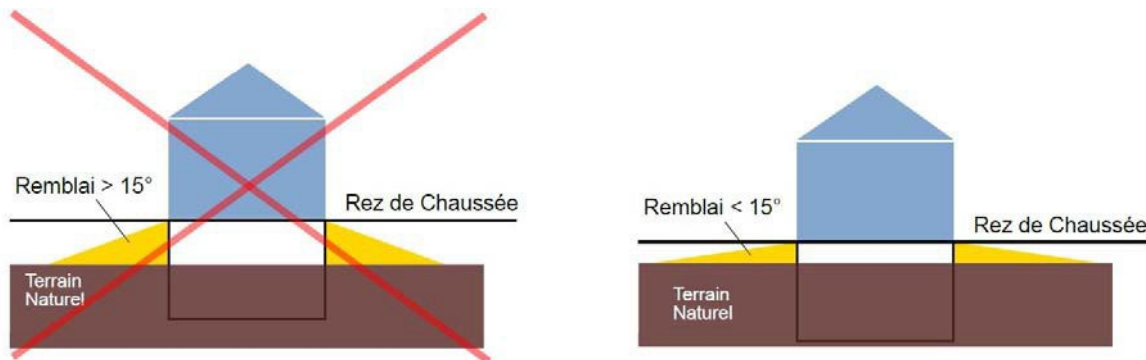 Remblai > 15°
Rez de Chaussée
Terrain
Naturel
Remblai < 15°
Rez de Chaussée
Terrain
Naturel